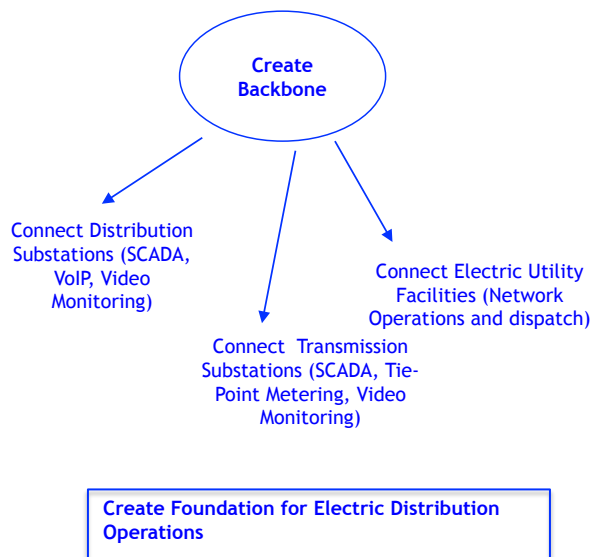 Create
Backbone
Connect Distribution
Substations (SCADA,
VoIP, Video
Monitoring)
Connect Electric Utility
Facilities (Network
Operations and dispatch)
Connect  Transmission
Substations (SCADA, Tie-
Point Metering, Video
Monitoring)
Create Foundation for Electric Distribution
Operations